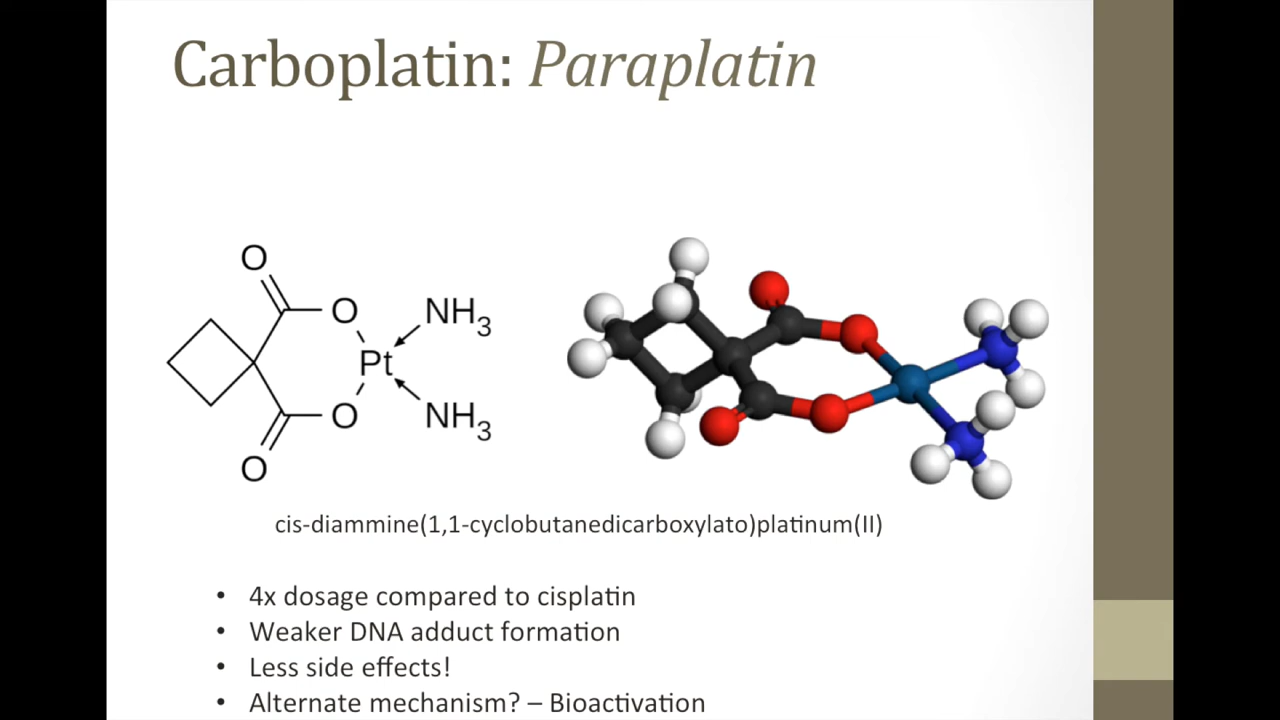 Carboplatin: Paraplatin
O
O
NH3
Pt
O
NH3
O
cis-diammine(1,1-cyclobutanedicarboxylato)platinum(II)
• 4x dosage compared to cisplatin
• Weaker DNA adduct formation
• Less side effects!
• Alternate mechanism? – Bioactivation